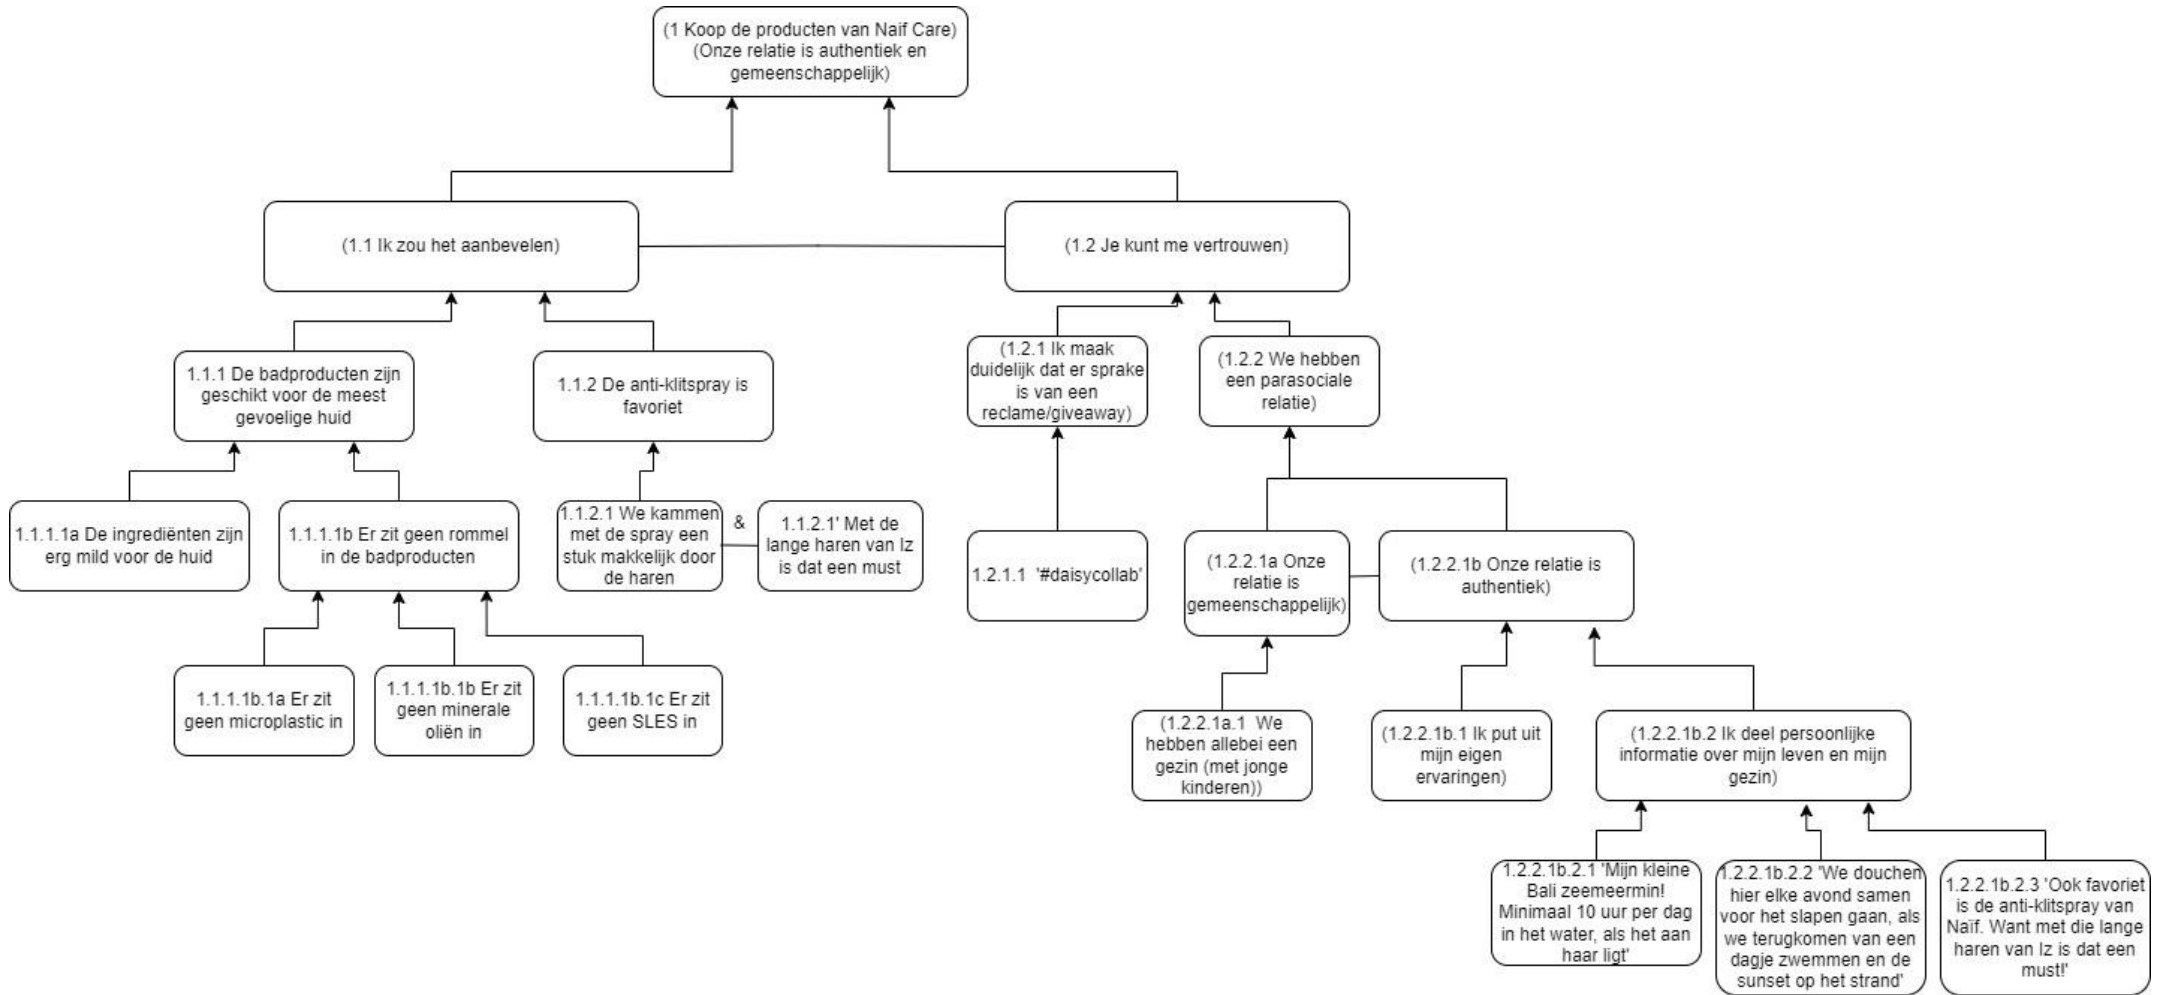 (1 Koop de producten van Naïf Care)
(Onze relatie is authentiek en
gemeenschappelijk)
(1.1 Ik zou het aanbevelen)
(1.2 Je kunt me vertrouwen)
1.1.1 De badproducten zijn
geschikt voor de meest
gevoelige huid
1.1.2 De anti-klitspray is
favoriet
(1.2.1 Ik maak
duidelijk dat er sprake
is van een
reclame/giveaway)
(1.2.2 We hebben
een parasociale
relatie)
1.1.1.1a De ingrediënten zijn
erg mild voor de huid
1.1.1.1b Er zit geen rommel
in de badproducten
1.1.2.1 We kammen
met de spray een
stuk makkelijk door
de haren
&
1.1.2.1' Met de
lange haren van Iz
is dat een must
1.2.1.1 '#daisycollab'
(1.2.2.1a Onze
relatie is
gemeenschappelijk)
(1.2.2.1b Onze relatie is
authentiek)
1.1.1.1b.1a Er zit
geen microplastic in
1.1.1.1b.1b Er zit
geen minerale
oliën in
1.1.1.1b.1c Er zit
geen SLES in
(1.2.2.1a.1 We
hebben allebei een
gezin (met jonge
kinderen))
(1.2.2.1b.1 Ik put uit
mijn eigen
ervaringen)
(1.2.2.1b.2 Ik deel persoonlijke
informatie over mijn leven en mijn
gezin)
1.2.2.1b.2.1 'Mijn kleine
Bali zeemeermin!
Minimaal 10 uur per dag
in het water, als het aan
haar ligt'
1.2.2.1b.2.2 'We douchen
hier elke avond samen
voor het slapen gaan, als
we terugkomen van een
dagje zwemmen en de
sunset op het strand'
1.2.2.1b.2.3 'Ook favoriet
is de anti-klitspray van
Naïf. Want met die lange
haren van Iz is dat een
must!'